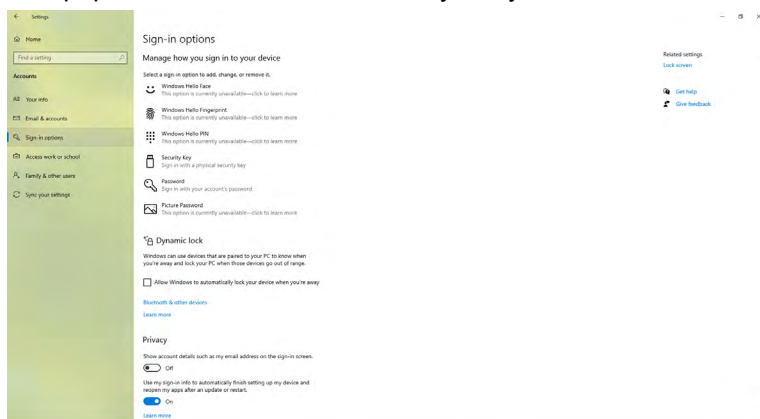 Settings
Home
Find a setting
Accounts
Your info
Email & accounts
Sign-in options
Access work or school
Family & other users
Sync your settings
Sign-in options
Manage how you sign in to your device
Select a sign-in option to add, change, or remove it.
Windows Hello Face
This option is currently unavailable—click to learn more
Windows Hello Fingerprint
This option is currently unavailable—click to learn more
Windows Hello PIN
This option is currently unavailable—click to learn more
Security Key
Sign in with a physical security key
Password
Sign in with your account's password
Picture Password
This option is currently unavailable—click to learn more
Dynamic lock
Windows can use devices that are paired to your PC to know when
you're away and lock your PC when those devices go out of range.
Allow Windows to automatically lock your device when you're away
Bluetooth & other devices
Learn more
Privacy
Show account details such as my email address on the sign-in screen.
Off
Use my sign-in info to automatically finish setting up my device and
reopen my apps after an update or restart.
On
Learn more
Related settings
Lock screen
Get help
Give feedback